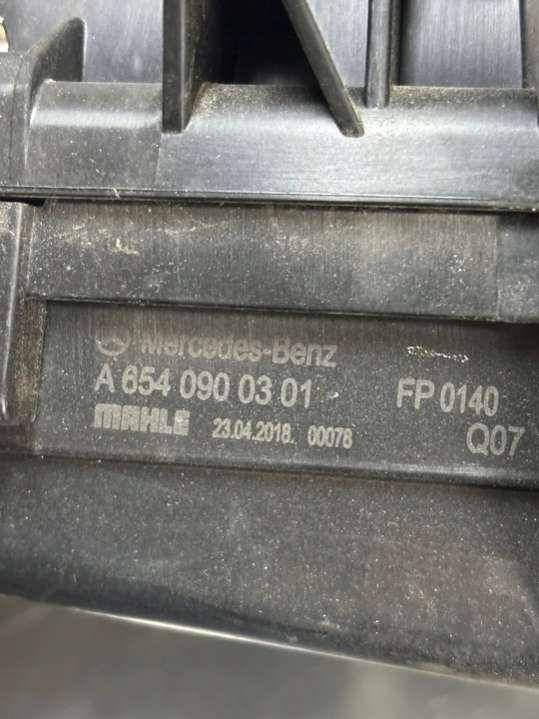 Mercedes-Benz
A 654 090 03 01 FP 0140
MAHLE 23.04.2018. 00078 Q07